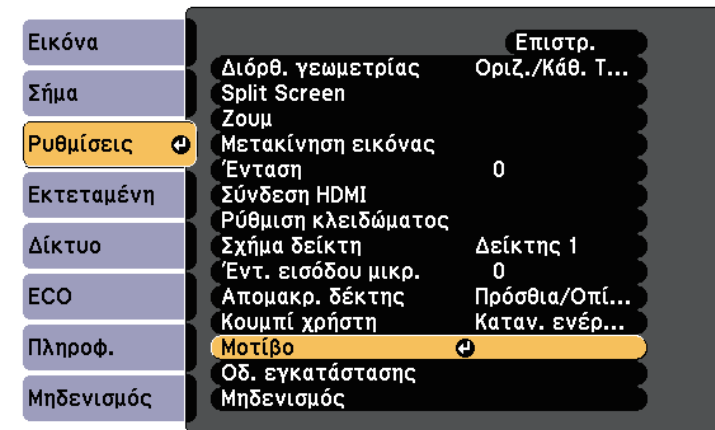 Εικόνα
Σήμα
Ρυθμίσεις
Εκτεταμένη
Δίκτυο
ECO
Πληροφ.
Μηδενισμός
Επιστρ.
Διόρθ. γεωμετρίας Οριζ./Κάθ. Τ...
Split Screen
Ζουμ
Μετακίνηση εικόνας
Ένταση 0
Σύνδεση HDMI
Ρύθμιση κλειδώματος
Σχήμα δείκτη Δείκτης 1
Έντ. εισόδου μικρ. 0
Απομακρ. δέκτης Πρόσθια/Οπί...
Κουμπί χρήστη Καταν. ενέρ...
Μοτίβο
Οδ. εγκατάστασης
Μηδενισμός